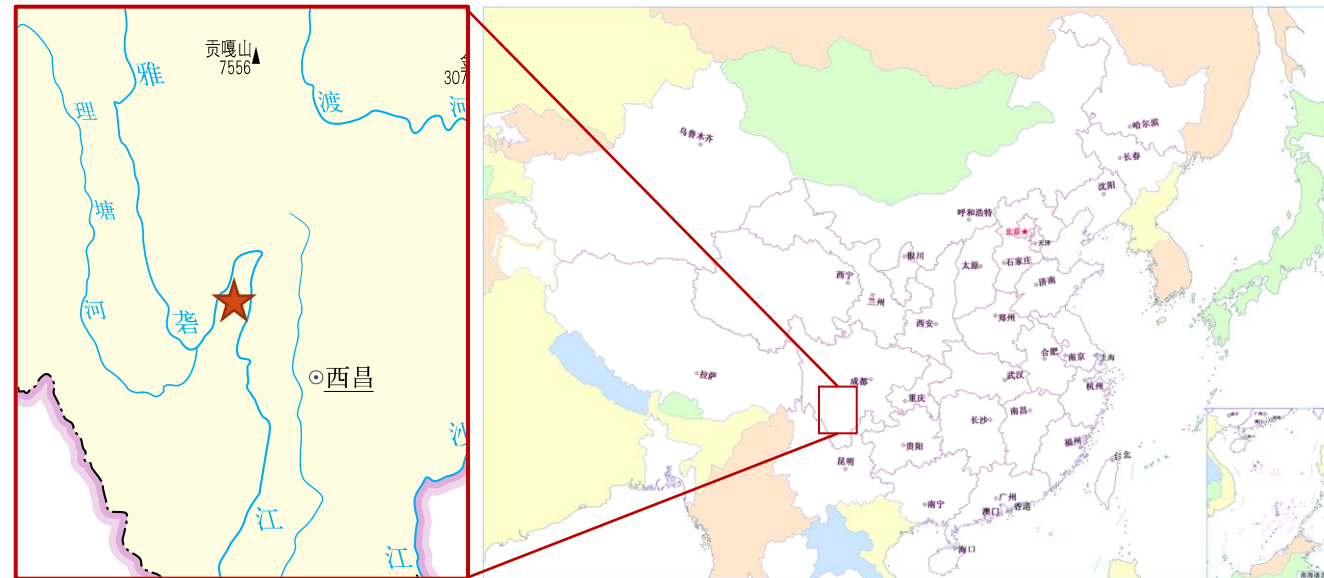 贡嘎山
7556
307
雅
理
渡
河
塘
河
砻
西昌
沙
江
江
乌鲁木齐
哈尔滨
长春
沈阳
呼和浩特
北京
天津
银川
太原
石家庄
西宁
济南
兰州
郑州
西安
合肥
南京
上海
拉萨
成都
武汉
杭州
重庆
南昌
长沙
贵阳
福州
昆明
台北
南宁
广州
香港
澳门
海口